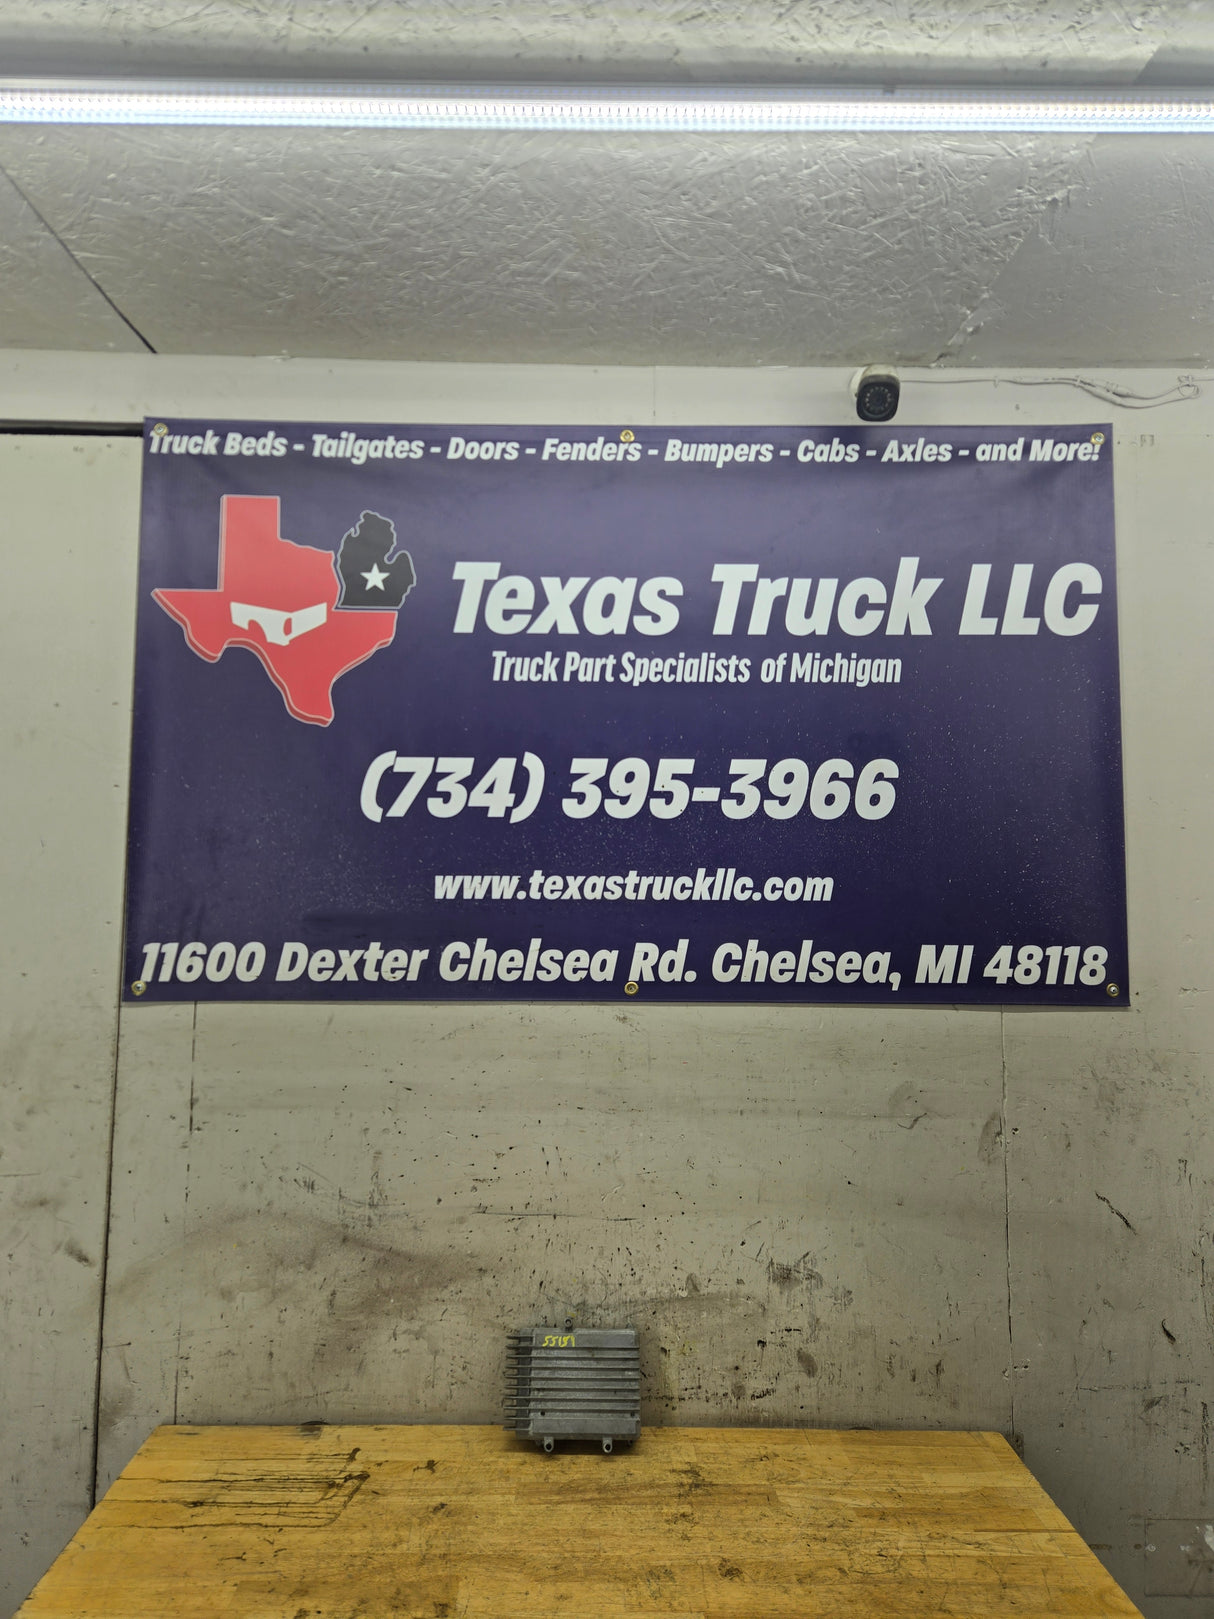 Truck Beds - Tailgates - Doors - Fenders - Bumpers - Cabs - Axles - and More!
Texas Truck LLC
Truck Part Specialists of Michigan
(734) 395-3966
www.texastruckllc.com
11600 Dexter Chelsea Rd. Chelsea, MI 48118